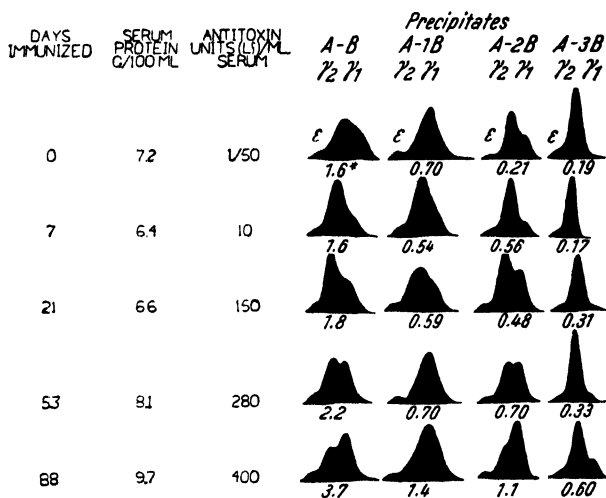 Precipitates
DAYS IMMUNIZED SERUM PROTEIN G/100 ML ANTITOXIN UNITS (L)/ML SERUM A-B A-1B A-2B A-3B
γ2 γ1 γ2 γ1 γ2 γ1 γ2 γ1
ε ε ε ε
0 7.2 1/50 1.6* 0.70 0.21 0.19
7 6.4 10 1.6 0.54 0.56 0.17
21 6.6 150 1.8 0.59 0.48 0.31
53 8.1 280 2.2 0.70 0.70 0.33
88 9.7 400 3.7 1.4 1.1 0.60